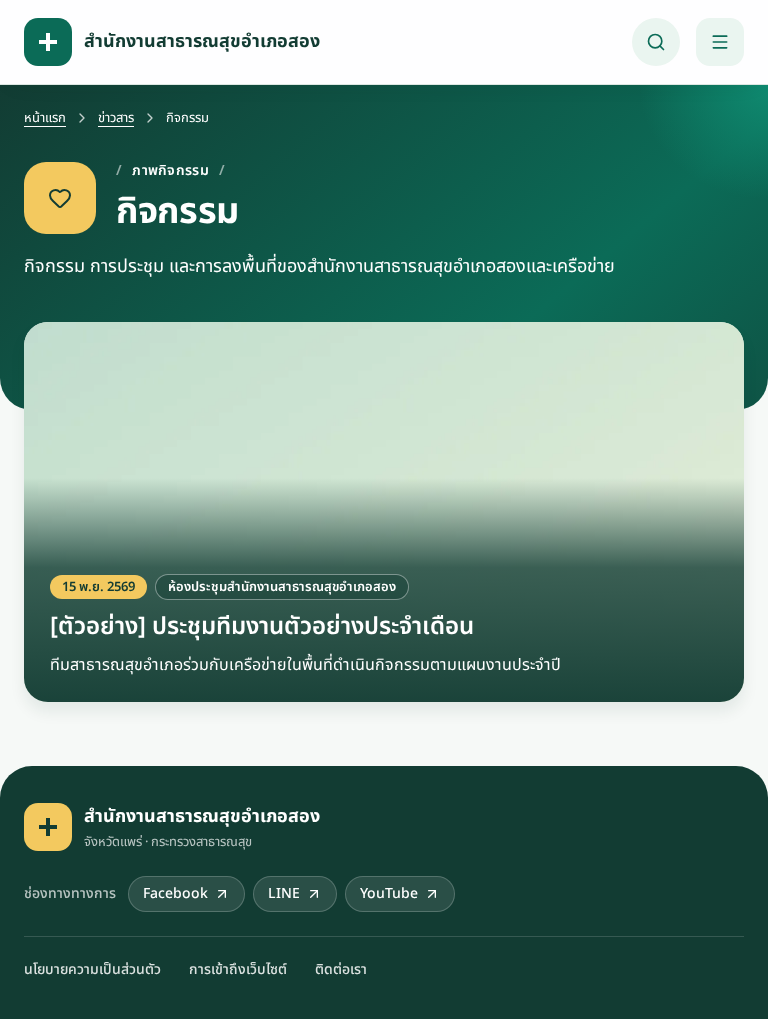 สำนักงานสาธารณสุขอำเภอสอง
หน้าแรก > ข่าวสาร > กิจกรรม
/ ภาพกิจกรรม /
กิจกรรม
กิจกรรม การประชุม และการลงพื้นที่ของสำนักงานสาธารณสุขอำเภอสองและเครือข่าย
15 พ.ย. 2569 ห้องประชุมสำนักงานสาธารณสุขอำเภอสอง
[ตัวอย่าง] ประชุมทีมงานตัวอย่างประจำเดือน
ทีมสาธารณสุขอำเภอร่วมกับเครือข่ายในพื้นที่ดำเนินกิจกรรมตามแผนงานประจำปี
สำนักงานสาธารณสุขอำเภอสอง
จังหวัดแพร่ · กระทรวงสาธารณสุข
ช่องทางทางการ Facebook LINE YouTube
นโยบายความเป็นส่วนตัว การเข้าถึงเว็บไซต์ ติดต่อเรา